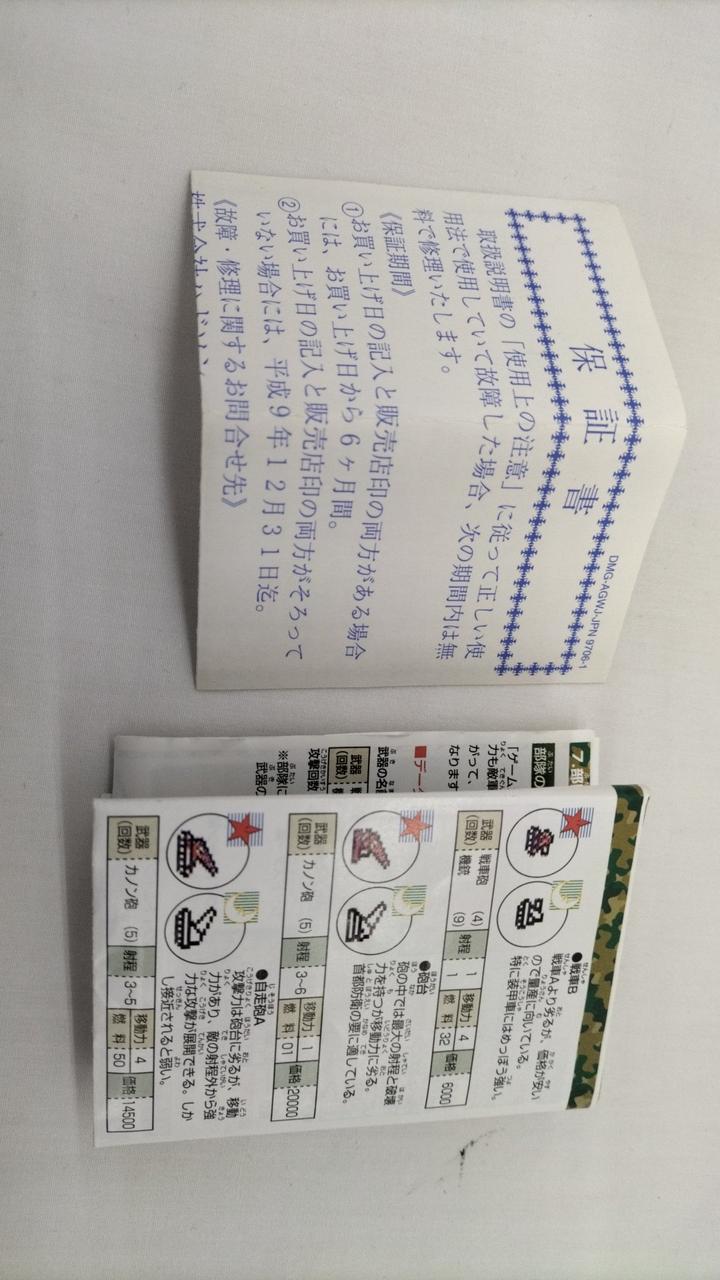 DMG-AGWJ-JPN 9706-1
保証書
取扱説明書の「使用上の注意」に従って正しい使
用法で使用していて故障した場合、次の期間内は無
料で修理いたします。
《保証期間》
①お買い上げ日の記入と販売店印の両方がある場合
には、お買い上げ日から6ヶ月間。
②お買い上げ日の記入と販売店印の両方がそろって
いない場合には、平成9年12月31日迄。
《故障・修理に関するお問合せ先》
7.部
部隊の
「ゲーム
力も敵軍
がって、
なります
■デー
武器の名
武器
(回数)
攻撃回数
※部隊に
武器の
●戦車B
戦車Aより劣るが、価格が安い
ので量産に向いている。
特に装甲車にはめっぽう強い。
武器(回数) 戦車砲 (4) 機銃 (9) 射程 1 1 移動力 4 燃料 32 価格 6000
●砲台
砲の中では最大の射程と破壊
力を持つが移動力に劣る。
首都防衛の要に適している。
武器(回数) カノン砲 (5) 射程 3~6 移動力 1 燃料 01 価格 20000
●自走砲A
攻撃力は砲台に劣るが、移動
力があり、敵の射程外から強
力な攻撃が展開できる。しか
し接近されると弱い。
武器(回数) カノン砲 (5) 射程 3~5 移動力 4 燃料 50 価格 14500